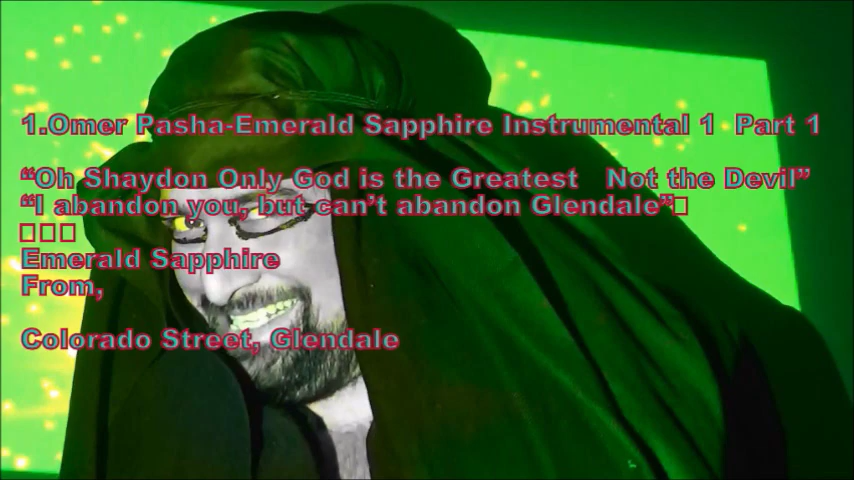 1.Omer Pasha-Emerald Sapphire Instrumental 1 Part 1
“Oh Shaydon Only God is the Greatest Not the Devil”
“I abandon you, but can’t abandon Glendale”
Emerald Sapphire
From,
Colorado Street, Glendale